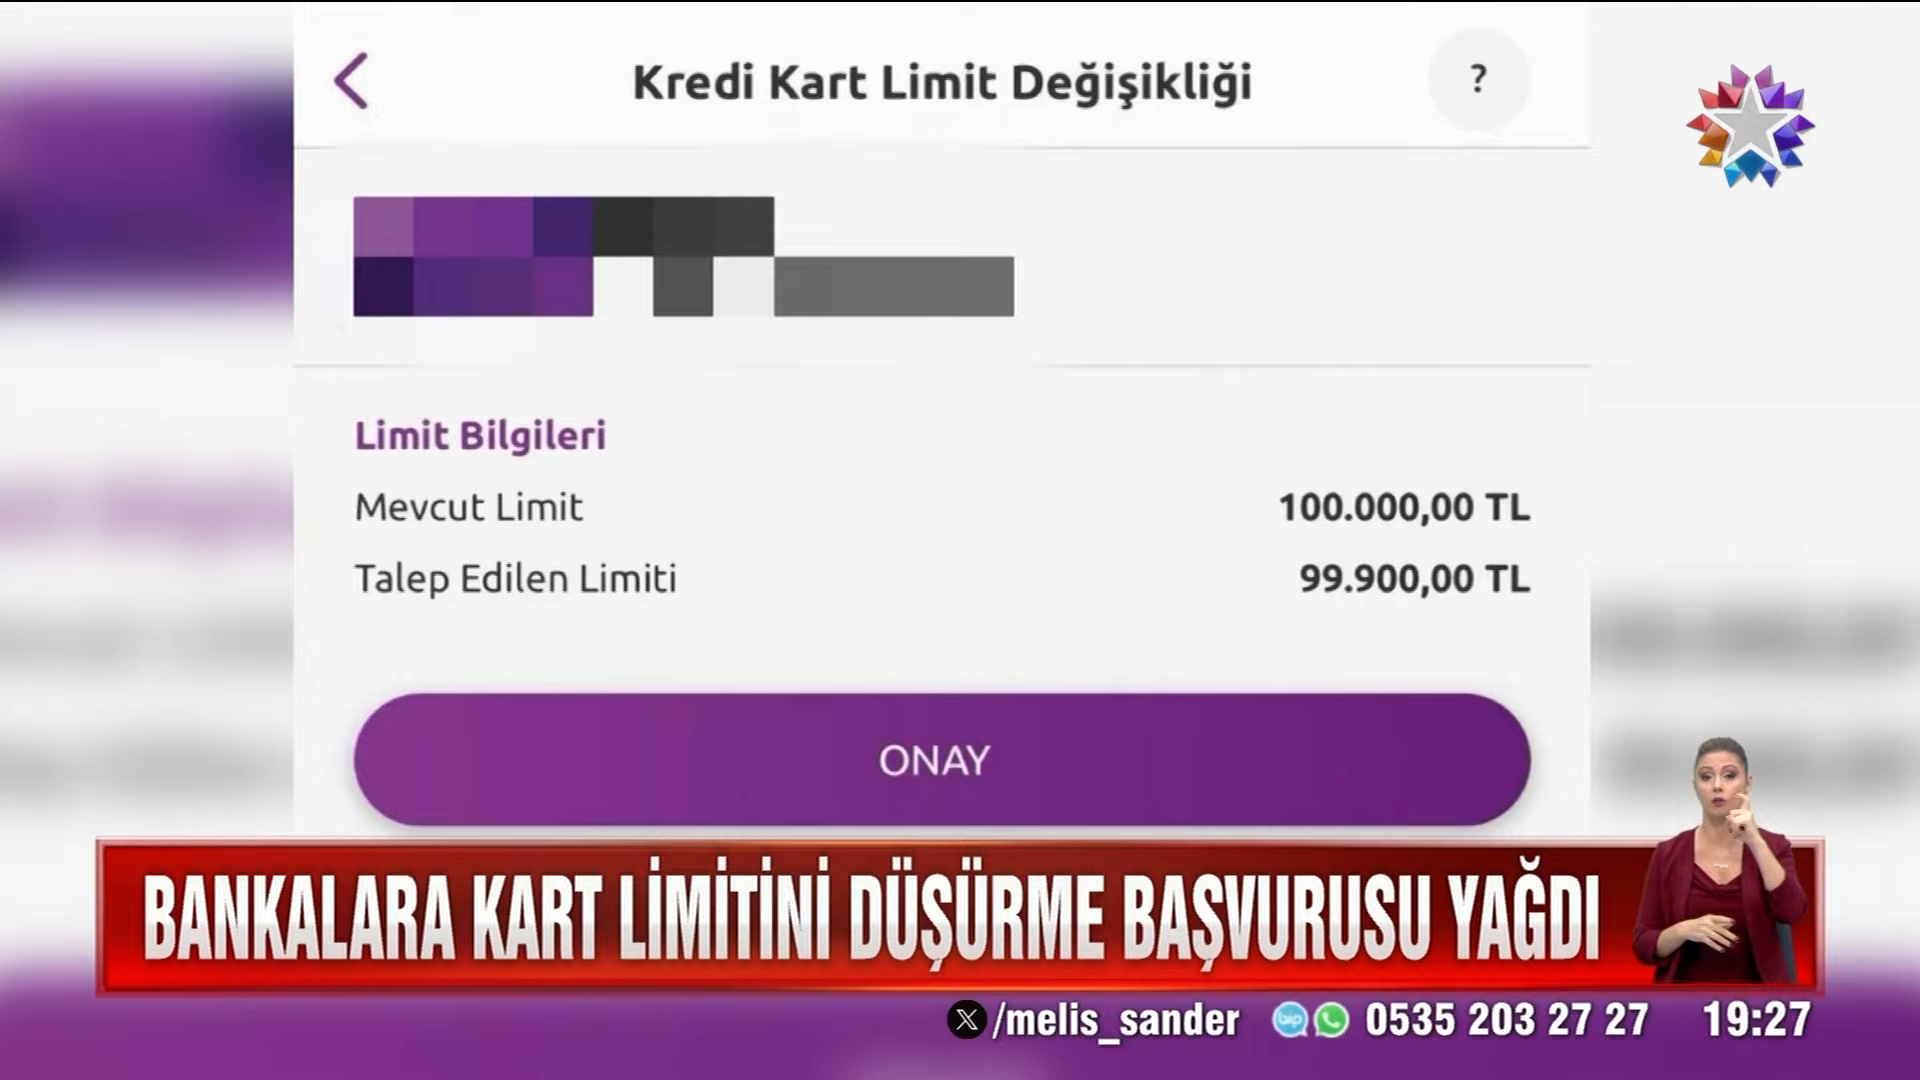 Kredi Kart Limit Değişikliği
?
Limit Bilgileri
Mevcut Limit 100.000,00 TL
Talep Edilen Limiti 99.900,00 TL
ONAY
BANKALARA KART LİMİTİNİ DÜŞÜRME BAŞVURUSU YAĞDI
X/melis_sander bip 0535 203 27 27 19:27